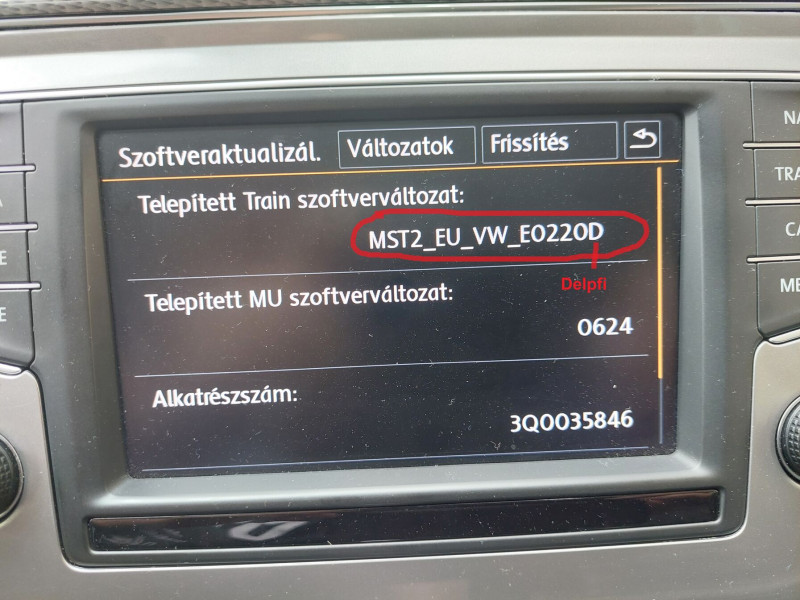 Szoftveraktualizál.
Változatok
Frissítés
Telepített Train szoftverváltozat:
MST2_EU_VW_E0220D
Delpfi
Telepített MU szoftverváltozat:
0624
Alkatrészszám:
3Q0035846